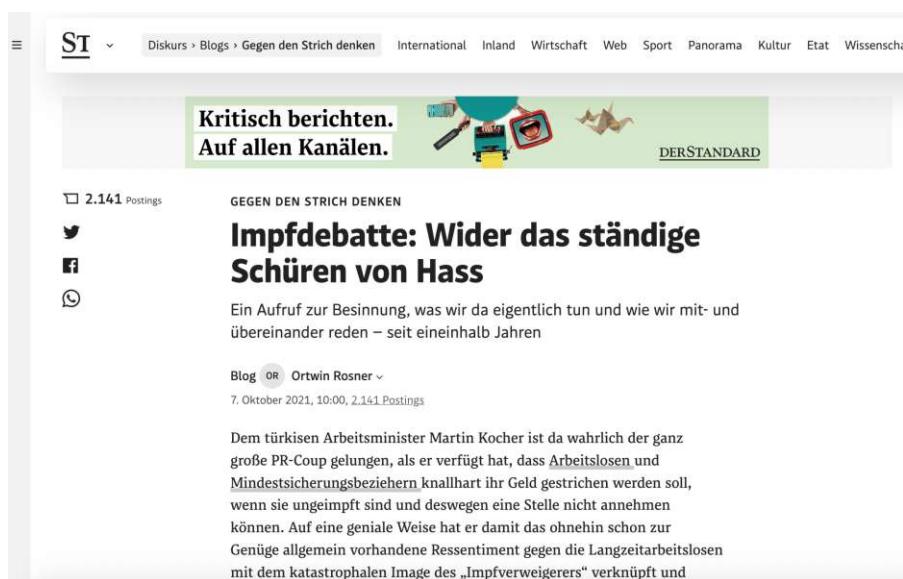 ST
Diskurs › Blogs › Gegen den Strich denken International Inland Wirtschaft Web Sport Panorama Kultur Etat Wissenscha
Kritisch berichten.
Auf allen Kanälen.
DERSTANDARD
2.141 Postings
GEGEN DEN STRICH DENKEN
Impfdebatte: Wider das ständige
Schüren von Hass
Ein Aufruf zur Besinnung, was wir da eigentlich tun und wie wir mit- und
übereinander reden – seit eineinhalb Jahren
Blog OR Ortwin Rosner
7. Oktober 2021, 10:00, 2.141 Postings
Dem türkisen Arbeitsminister Martin Kocher ist da wahrlich der ganz
große PR-Coup gelungen, als er verfügt hat, dass Arbeitslosen und
Mindestsicherungsbeziehern knallhart ihr Geld gestrichen werden soll,
wenn sie ungeimpft sind und deswegen eine Stelle nicht annehmen
können. Auf eine geniale Weise hat er damit das ohnehin schon zur
Genüge allgemein vorhandene Ressentiment gegen die Langzeitarbeitslosen
mit dem katastrophalen Image des „Impfverweigerers“ verknüpft und